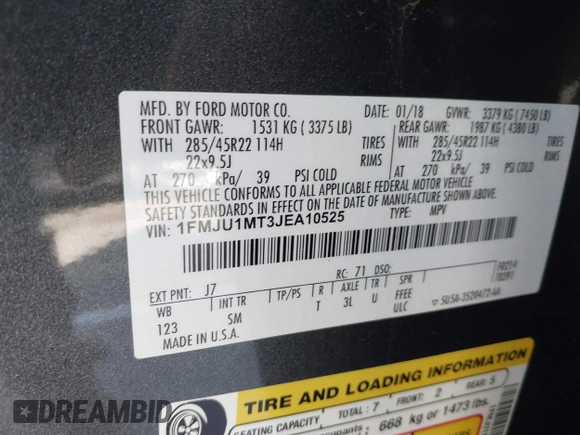 MFD. BY FORD MOTOR CO.
DATE: 01/18 GVWR: 3379 KG ( 7450 LB)
FRONT GAWR: 1531 KG ( 3375 LB)
REAR GAWR: 1987 KG ( 4380 LB)
WITH 285/45R22 114H TIRES
WITH 285/45R22 114H TIRES
22x9.5J RIMS
22x9.5J RIMS
AT 270 kPa/ 39 PSI COLD
AT 270 kPa/ 39 PSI COLD
THIS VEHICLE CONFORMS TO ALL APPLICABLE FEDERAL MOTOR VEHICLE
SAFETY STANDARDS IN EFFECT ON THE DATE OF MANUFACTURE SHOWN ABOVE.
VIN: 1FMJU1MT3JEA10525
TYPE: MPV
EXT PNT: J7 RC: 71 DSO:
WB INT TR TP/PS R AXLE TR SPR
123 SM T 3L U FFEE
U ULC
MADE IN U.S.A.
TIRE AND LOADING INFORMATION
SEATING CAPACITY TOTAL: 7 FRONT: 2 REAR: 5
668 kg or 1473 lbs.
DREAMBID